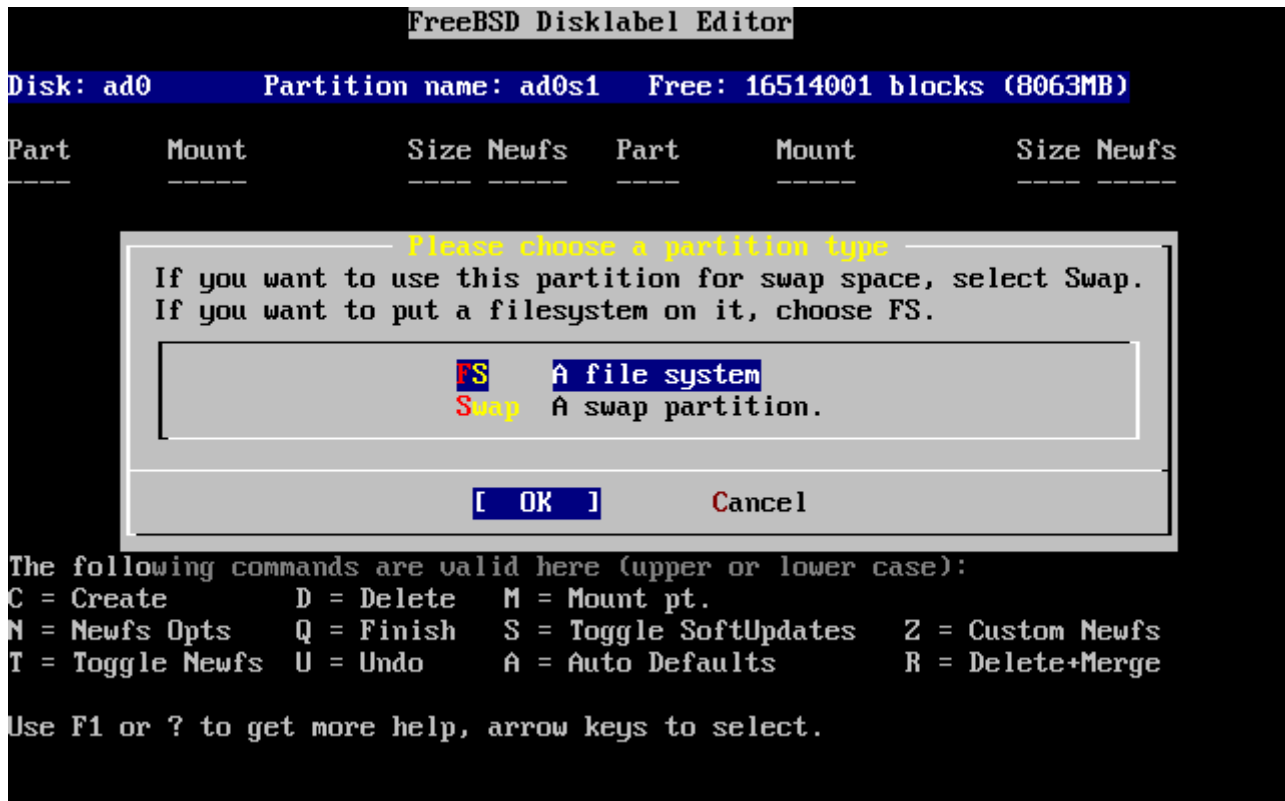 FreeBSD Disklabel Editor
Disk: ad0 Partition name: ad0s1 Free: 16514001 blocks (8063MB)
Part Mount Size Newfs Part Mount Size Newfs
---- ----- ---- ----- ---- ----- ---- -----
Please choose a partition type
If you want to use this partition for swap space, select Swap.
If you want to put a filesystem on it, choose FS.
FS A file system
Swap A swap partition.
[ OK ] Cancel
The following commands are valid here (upper or lower case):
C = Create D = Delete M = Mount pt.
N = Newfs Opts Q = Finish S = Toggle SoftUpdates Z = Custom Newfs
T = Toggle Newfs U = Undo A = Auto Defaults R = Delete+Merge
Use F1 or ? to get more help, arrow keys to select.